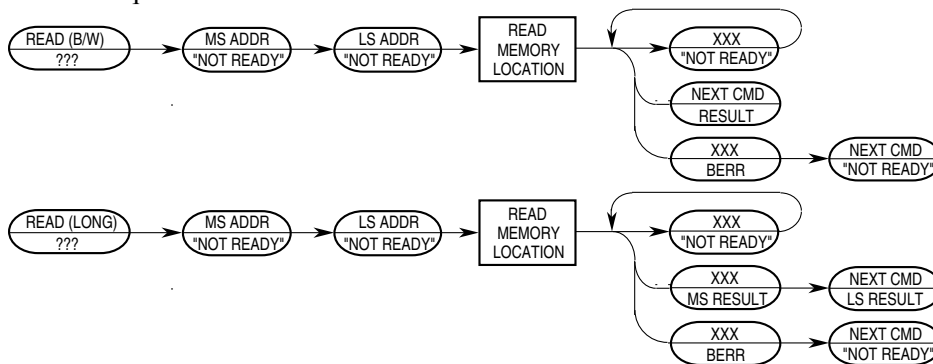 READ (B/W)
???
MS ADDR
"NOT READY"
LS ADDR
"NOT READY"
READ
MEMORY
LOCATION
XXX
"NOT READY"
NEXT CMD
RESULT
XXX
BERR
NEXT CMD
"NOT READY"
READ (LONG)
???
MS ADDR
"NOT READY"
LS ADDR
"NOT READY"
READ
MEMORY
LOCATION
XXX
"NOT READY"
XXX
MS RESULT
NEXT CMD
LS RESULT
XXX
BERR
NEXT CMD
"NOT READY"